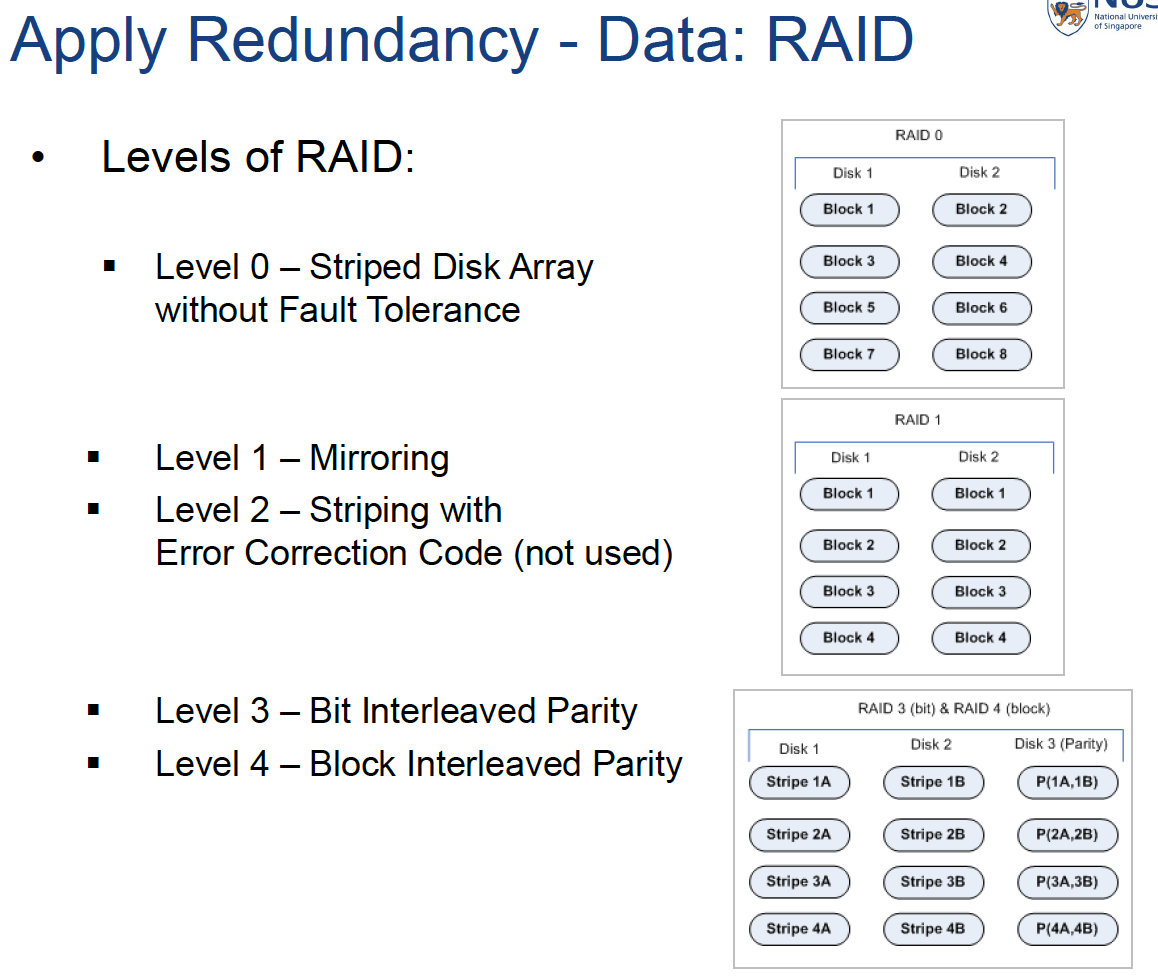 Apply Redundancy - Data: RAID
National Universi
of Singapore
• Levels of RAID:
▪ Level 0 – Striped Disk Array
without Fault Tolerance
▪ Level 1 – Mirroring
▪ Level 2 – Striping with
Error Correction Code (not used)
▪ Level 3 – Bit Interleaved Parity
▪ Level 4 – Block Interleaved Parity
RAID 0
Disk 1 Disk 2
Block 1 Block 2
Block 3 Block 4
Block 5 Block 6
Block 7 Block 8
RAID 1
Disk 1 Disk 2
Block 1 Block 1
Block 2 Block 2
Block 3 Block 3
Block 4 Block 4
RAID 3 (bit) & RAID 4 (block)
Disk 1 Disk 2 Disk 3 (Parity)
Stripe 1A Stripe 1B P(1A,1B)
Stripe 2A Stripe 2B P(2A,2B)
Stripe 3A Stripe 3B P(3A,3B)
Stripe 4A Stripe 4B P(4A,4B)